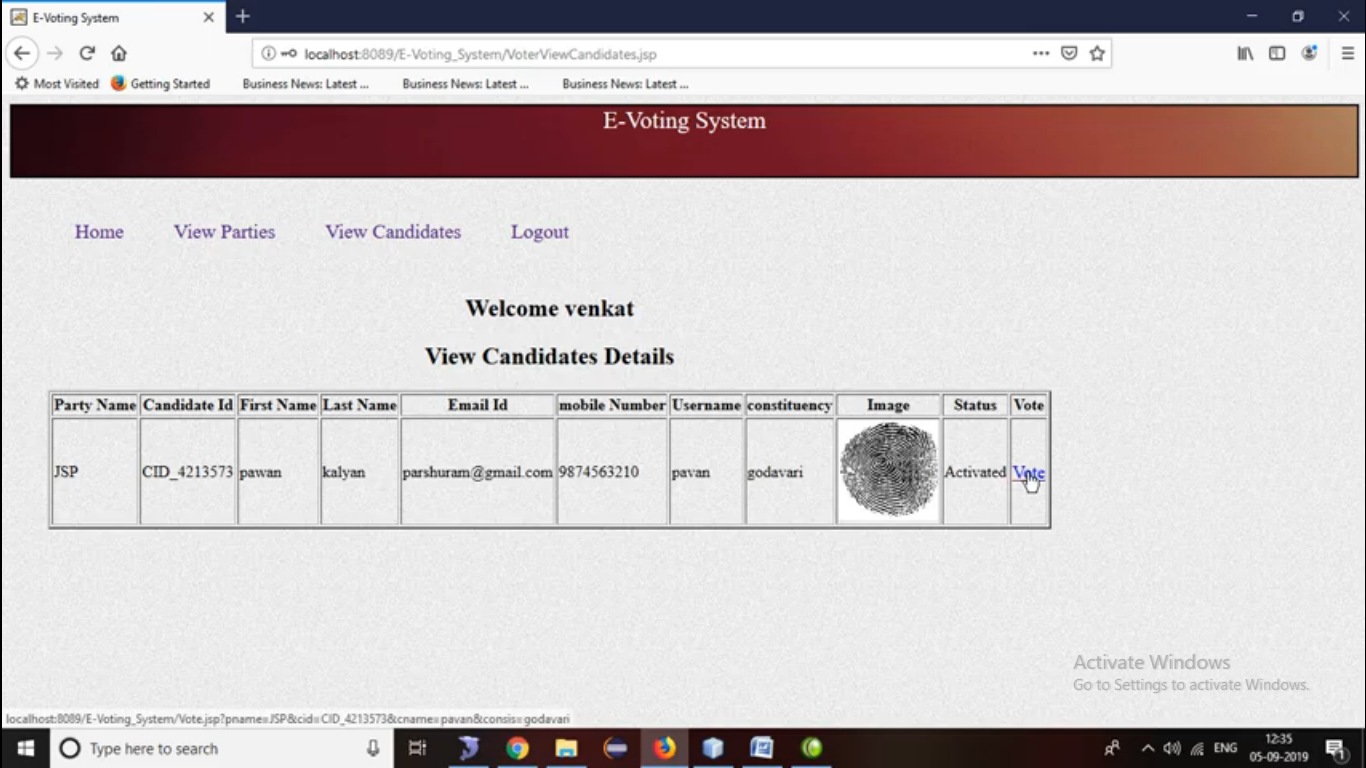 E-Voting System
localhost:8089/E-Voting_System/VoterViewCandidates.jsp
Most Visited Getting Started Business News: Latest ... Business News: Latest ... Business News: Latest ...
E-Voting System
Home View Parties View Candidates Logout
Welcome venkat
View Candidates Details
Party Name Candidate Id First Name Last Name Email Id mobile Number Username constituency Image Status Vote
JSP CID_4213573 pawan kalyan parshuram@gmail.com 9874563210 pavan godavari Activated Vote
Activate Windows
Go to Settings to activate Windows.
localhost:8089/E-Voting_System/Vote.jsp?pname=JSP&cid=CID_4213573&cname=pavan&consis=godavari
Type here to search
ENG
12:35
05-09-2019
1